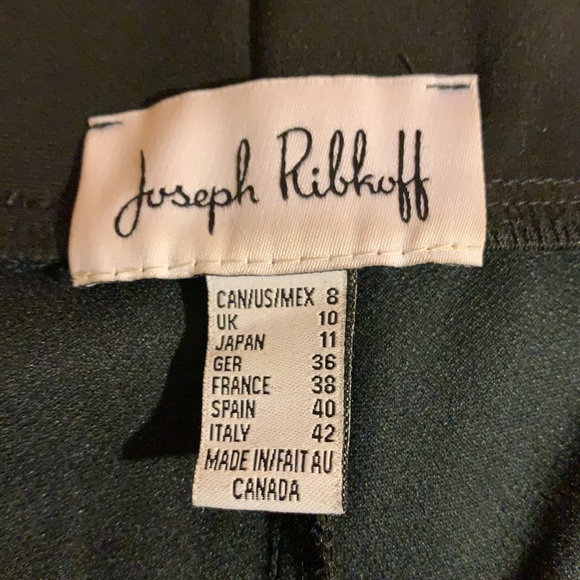 Joseph Ribkoff
CAN/US/MEX 8
UK 10
JAPAN 11
GER 36
FRANCE 38
SPAIN 40
ITALY 42
MADE IN/FAIT AU
CANADA